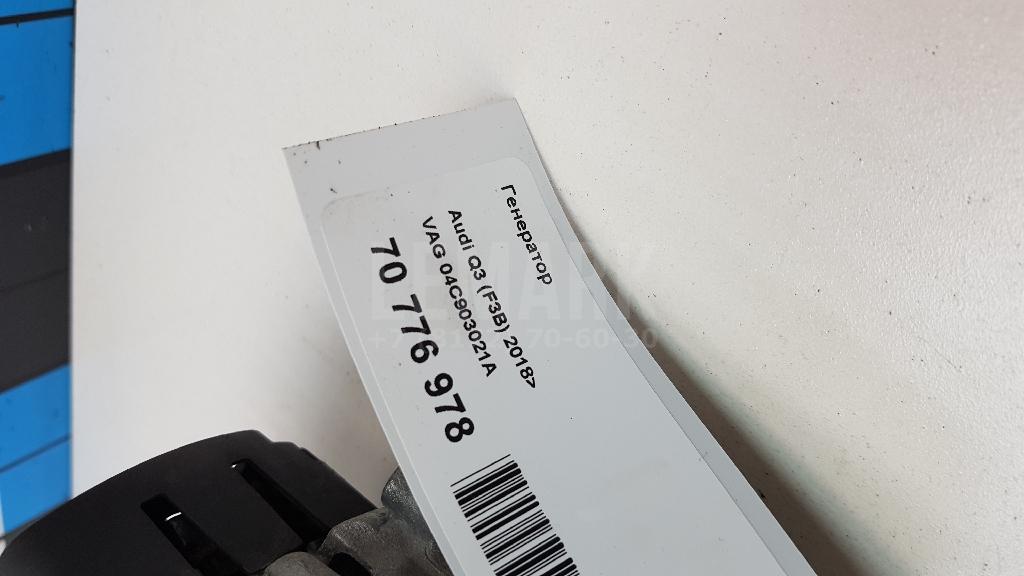 Генератор
Audi Q3 (F3B) 2018>
VAG 04C903021A
70 776 978